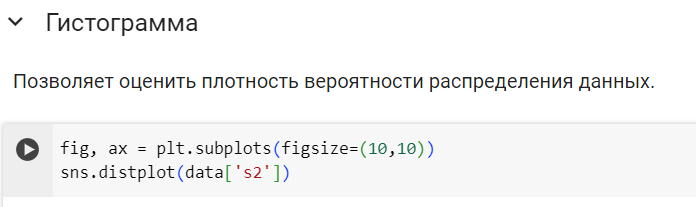 Гистограмма
Позволяет оценить плотность вероятности распределения данных.
fig, ax = plt.subplots(figsize=(10,10))
sns.distplot(data['s2'])